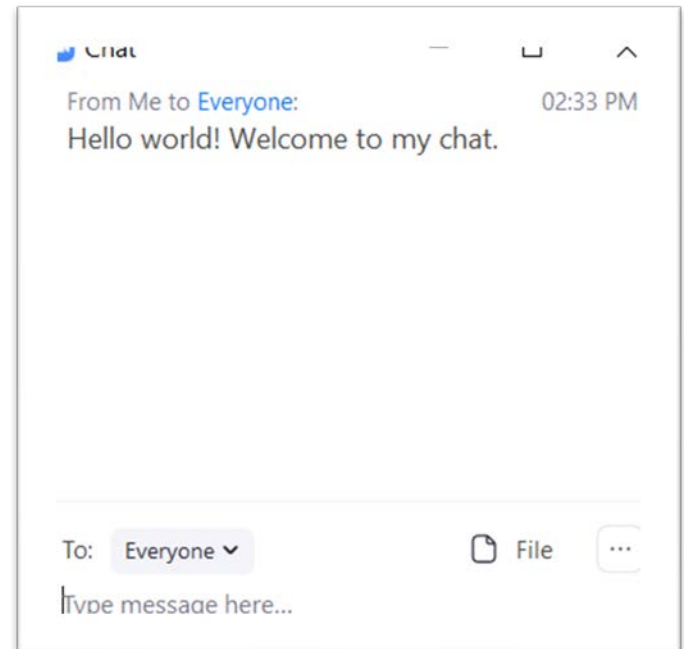 Chat
From Me to Everyone: 02:33 PM
Hello world! Welcome to my chat.
To: Everyone File ...
Type message here...